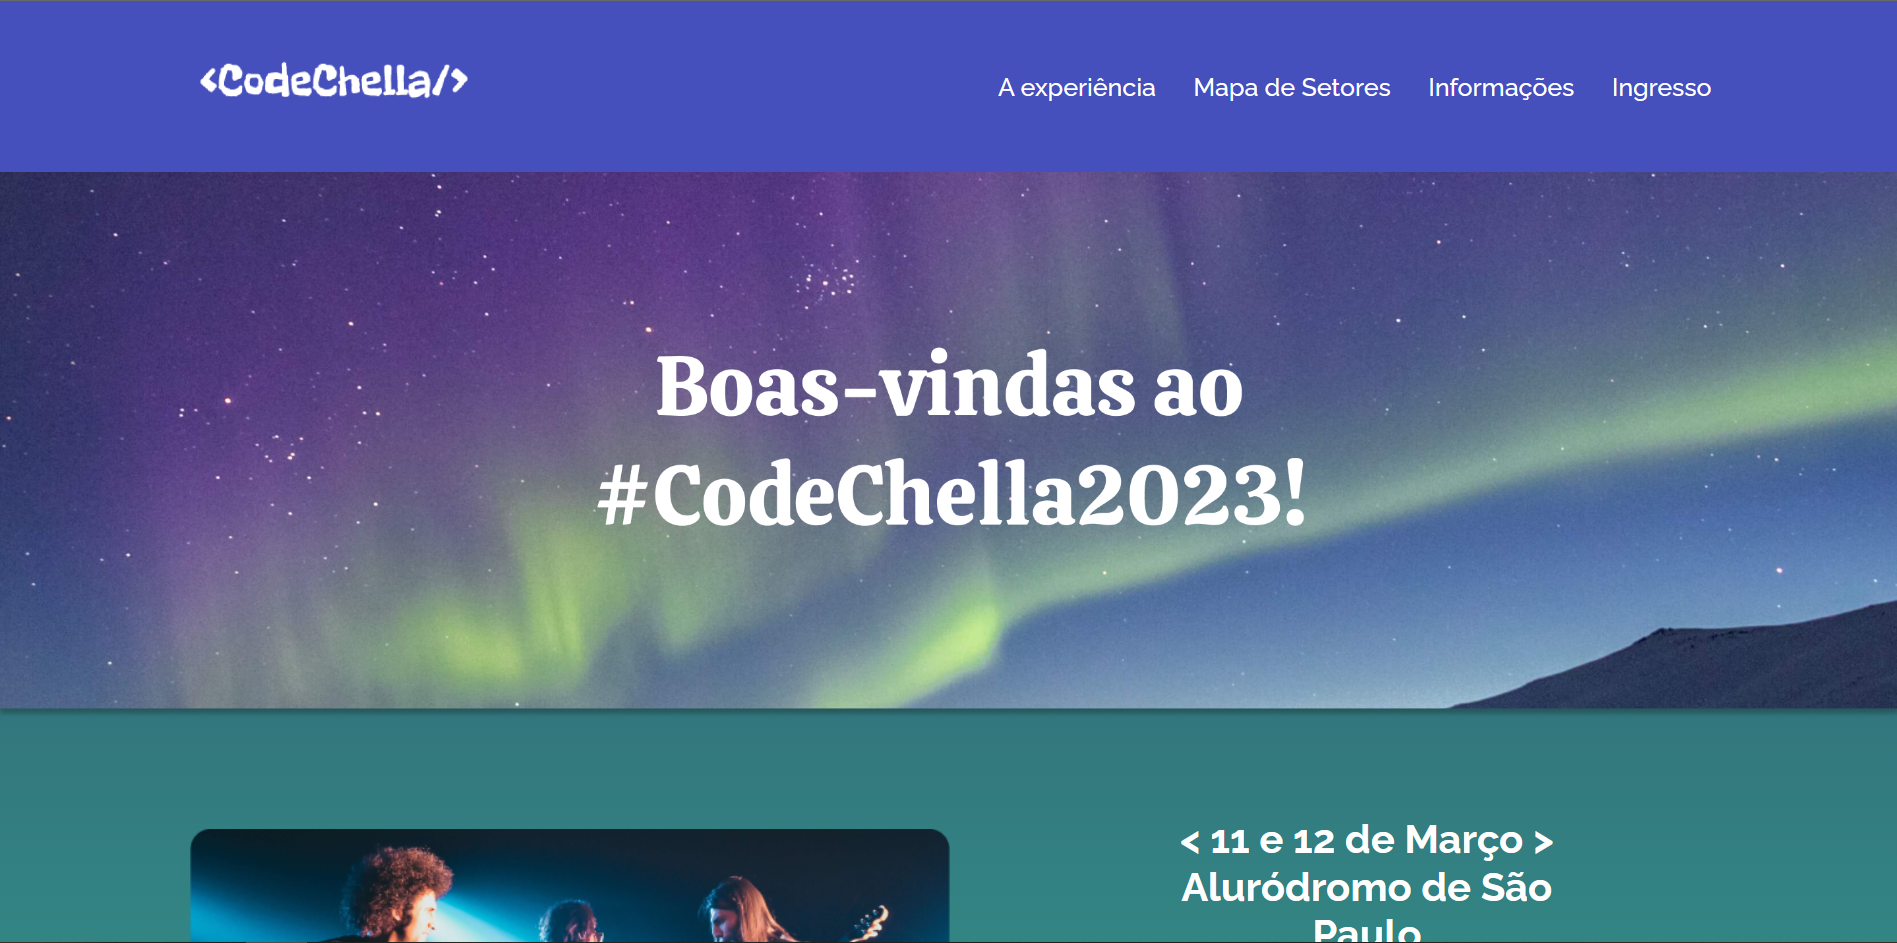 <CodeChella/>
A experiência Mapa de Setores Informações Ingresso
Boas-vindas ao
#CodeChella2023!
< 11 e 12 de Março >
Aluródromo de São
Paulo